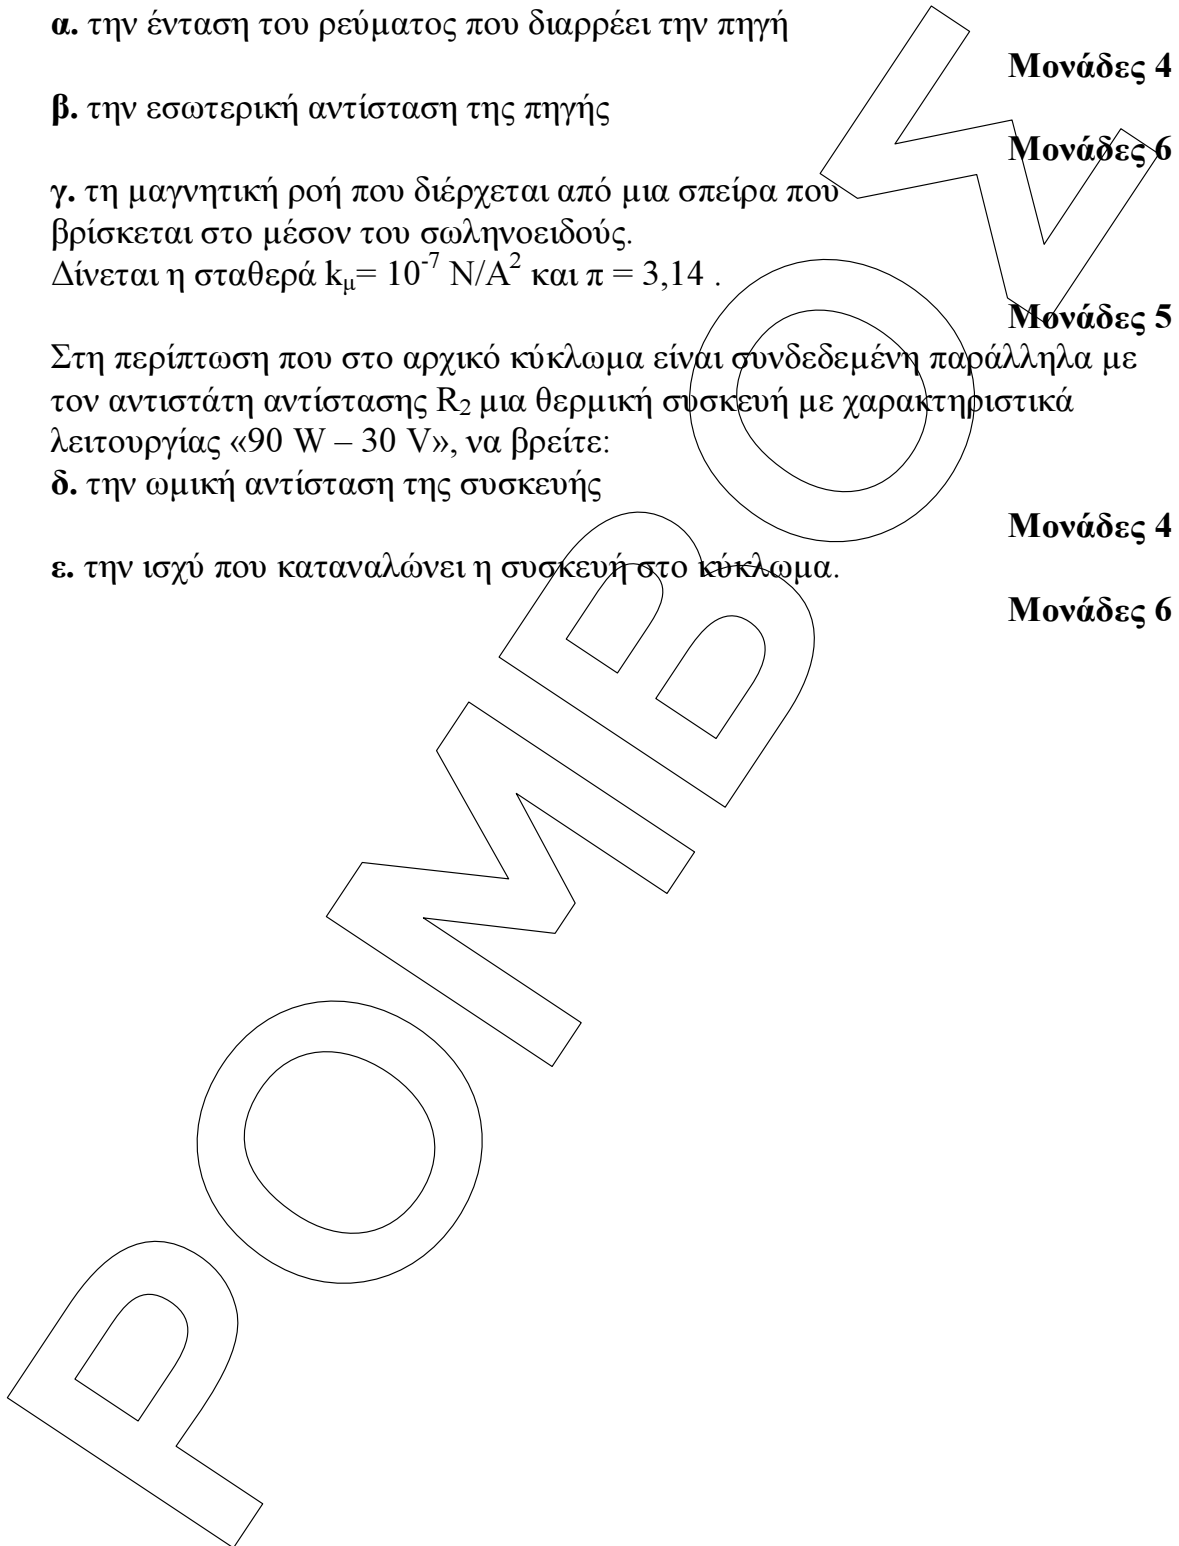 α. την ένταση του ρεύματος που διαρρέει την πηγή
Μονάδες 4
β. την εσωτερική αντίσταση της πηγής
Μονάδες 6
γ. τη μαγνητική ροή που διέρχεται από μια σπείρα που
βρίσκεται στο μέσον του σωληνοειδούς.
Δίνεται η σταθερά kμ= 10⁻⁷ N/A² και π = 3,14 .
Μονάδες 5
Στη περίπτωση που στο αρχικό κύκλωμα είναι συνδεδεμένη παράλληλα με
τον αντιστάτη αντίστασης R₂ μια θερμική συσκευή με χαρακτηριστικά
λειτουργίας «90 W – 30 V», να βρείτε:
δ. την ωμική αντίσταση της συσκευής
Μονάδες 4
ε. την ισχύ που καταναλώνει η συσκευή στο κύκλωμα.
Μονάδες 6
ΡΟΜΒΟΣ